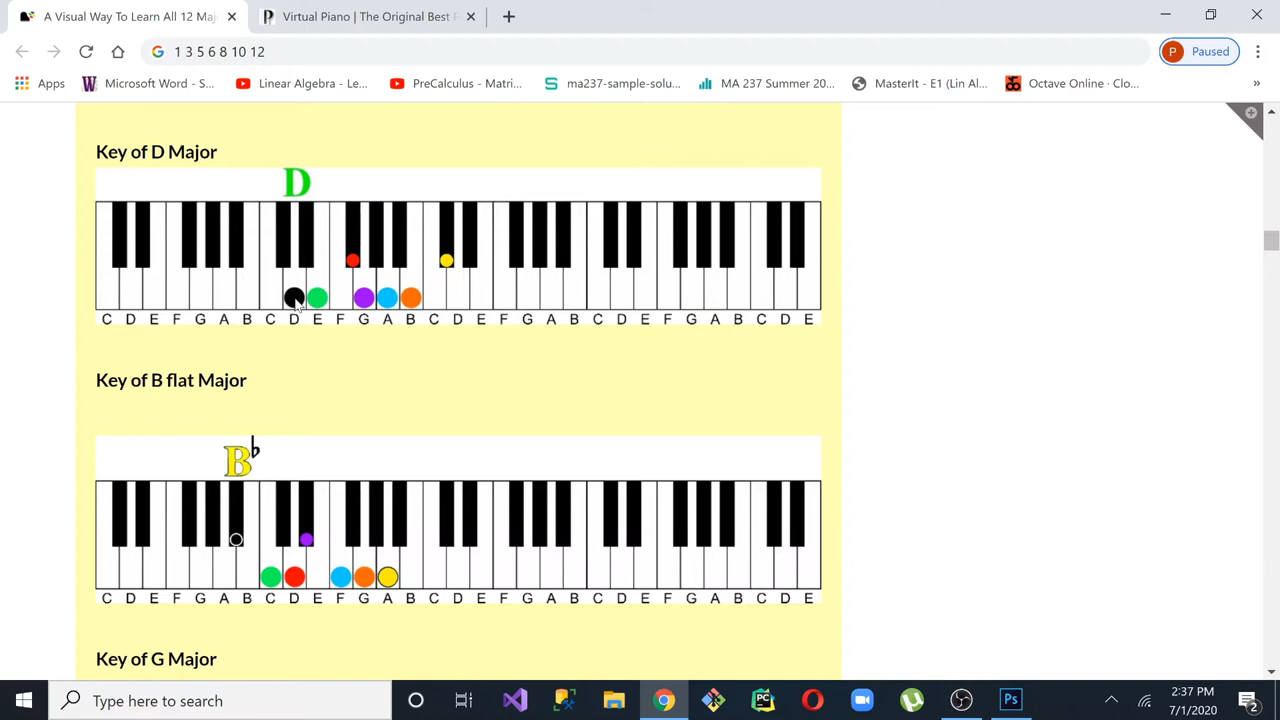 A Visual Way To Learn All 12 Maj
Virtual Piano | The Original Best P
1 3 5 6 8 10 12
P Paused
Apps
Microsoft Word - S...
Linear Algebra - Le...
PreCalculus - Matri...
ma237-sample-solu...
MA 237 Summer 20...
MasterIt - E1 (Lin Al...
Octave Online · Clo...
»
Key of D Major
D
C D E F G A B C D E F G A B C D E F G A B C D E F G A B C D E
Key of B flat Major
B♭
C D E F G A B C D E F G A B C D E F G A B C D E F G A B C D E
Key of G Major
Type here to search
Ps
2:37 PM
7/1/2020
2